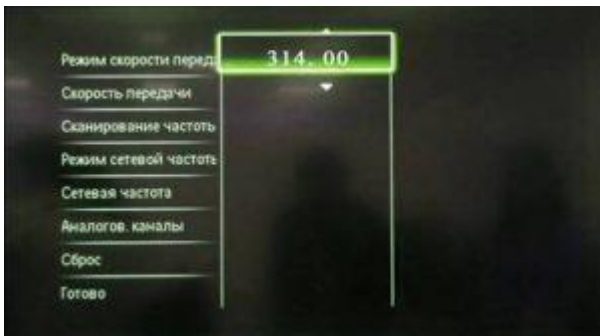 Режим скорости перед
314. 00
Скорость передачи
Сканирование частоть
Режим сетевой частоть
Сетевая частота
Аналогов. каналы
Сброс
Готово